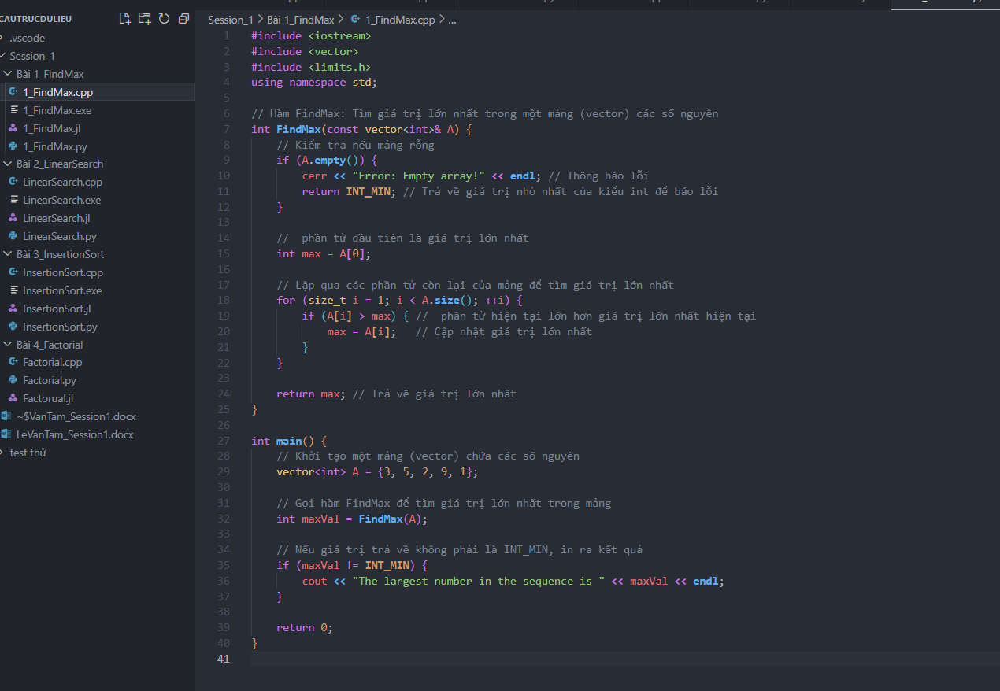 CAUTRUCDULIEU
.vscode
Session_1
Bài 1_FindMax
1_FindMax.cpp
1_FindMax.exe
1_FindMax.jl
1_FindMax.py
Bài 2_LinearSearch
LinearSearch.cpp
LinearSearch.exe
LinearSearch.jl
LinearSearch.py
Bài 3_InsertionSort
InsertionSort.cpp
InsertionSort.exe
InsertionSort.jl
InsertionSort.py
Bài 4_Factorial
Factorial.cpp
Factorial.py
Factorual.jl
~$VanTam_Session1.docx
LeVanTam_Session1.docx
test thử
Session_1 > Bài 1_FindMax > 1_FindMax.cpp > ...
1 #include <iostream>
2 #include <vector>
3 #include <limits.h>
4 using namespace std;
5
6 // Hàm FindMax: Tìm giá trị lớn nhất trong một mảng (vector) các số nguyên
7 int FindMax(const vector<int>& A) {
8     // Kiểm tra nếu mảng rỗng
9     if (A.empty()) {
10         cerr << "Error: Empty array!" << endl; // Thông báo lỗi
11         return INT_MIN; // Trả về giá trị nhỏ nhất của kiểu int để báo lỗi
12     }
13
14     //  phần tử đầu tiên là giá trị lớn nhất
15     int max = A[0];
16
17     // Lặp qua các phần tử còn lại của mảng để tìm giá trị lớn nhất
18     for (size_t i = 1; i < A.size(); ++i) {
19         if (A[i] > max) { //  phần tử hiện tại lớn hơn giá trị lớn nhất hiện tại
20             max = A[i];   // Cập nhật giá trị lớn nhất
21         }
22     }
23
24     return max; // Trả về giá trị lớn nhất
25 }
26
27 int main() {
28     // Khởi tạo một mảng (vector) chứa các số nguyên
29     vector<int> A = {3, 5, 2, 9, 1};
30
31     // Gọi hàm FindMax để tìm giá trị lớn nhất trong mảng
32     int maxVal = FindMax(A);
33
34     // Nếu giá trị trả về không phải là INT_MIN, in ra kết quả
35     if (maxVal != INT_MIN) {
36         cout << "The largest number in the sequence is " << maxVal << endl;
37     }
38
39     return 0;
40 }
41